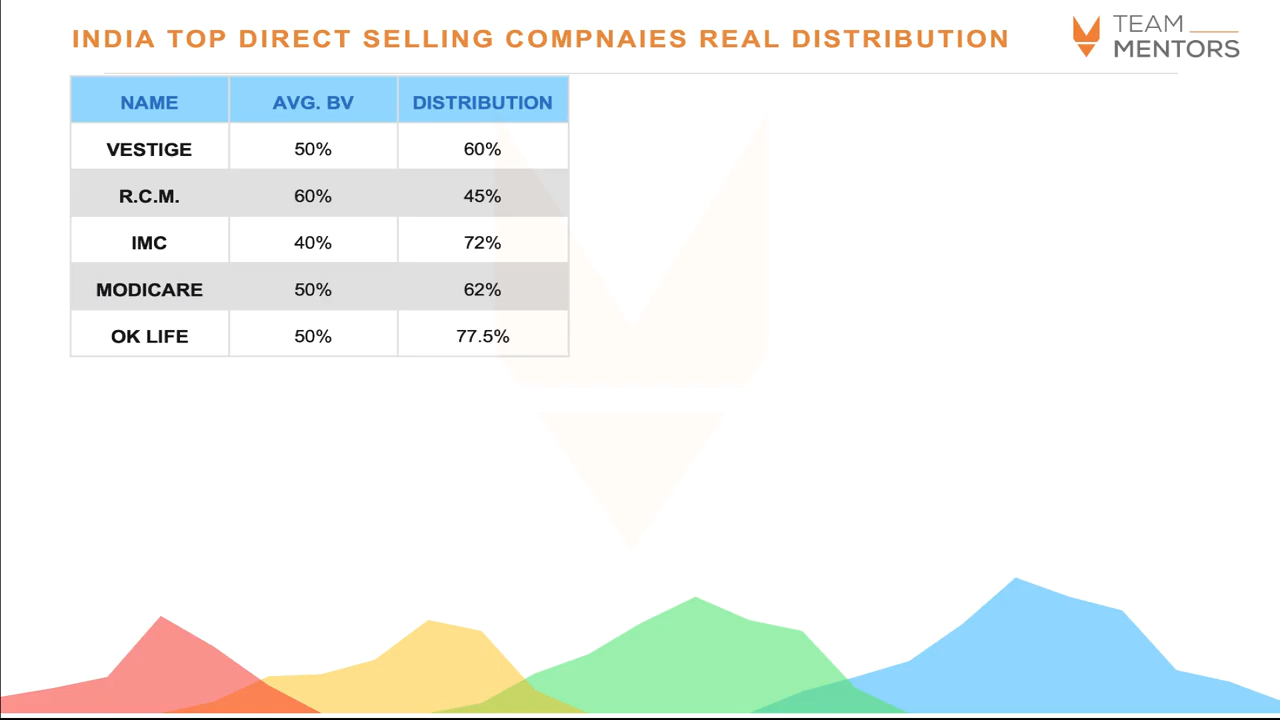 INDIA TOP DIRECT SELLING COMPNAIES REAL DISTRIBUTION
TEAM
MENTORS
NAME AVG. BV DISTRIBUTION
VESTIGE 50% 60%
R.C.M. 60% 45%
IMC 40% 72%
MODICARE 50% 62%
OK LIFE 50% 77.5%